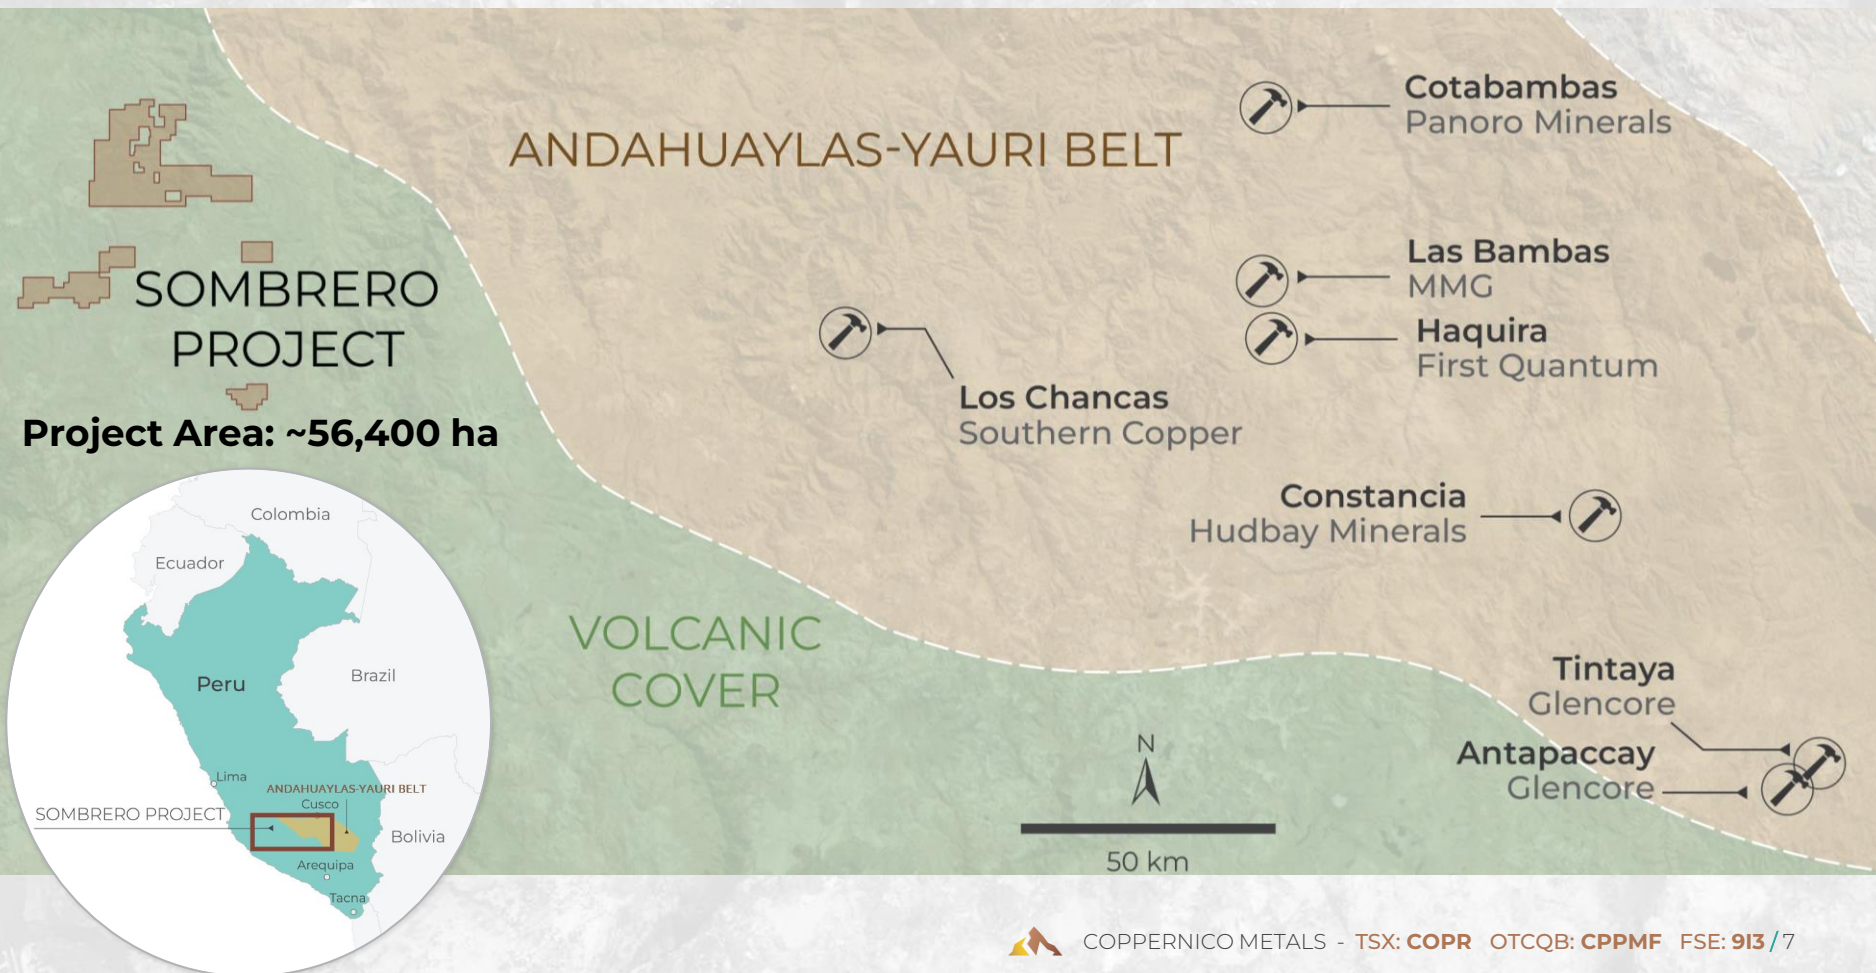 ANDAHUAYLAS-YAURI BELT
Cotabambas
Panoro Minerals
Las Bambas
MMG
Haquira
First Quantum
SOMBRERO
PROJECT
Project Area: ~56,400 ha
Los Chancas
Southern Copper
Constancia
Hudbay Minerals
VOLCANIC
COVER
Tintaya
Glencore
Antapaccay
Glencore
N
50 km
Colombia
Ecuador
Brazil
Peru
Lima
ANDAHUAYLAS-YAURI BELT
Cusco
SOMBRERO PROJECT
Bolivia
Arequipa
Tacna
COPPERNICO METALS - TSX: COPR OTCQB: CPPMF FSE: 9I3 / 7